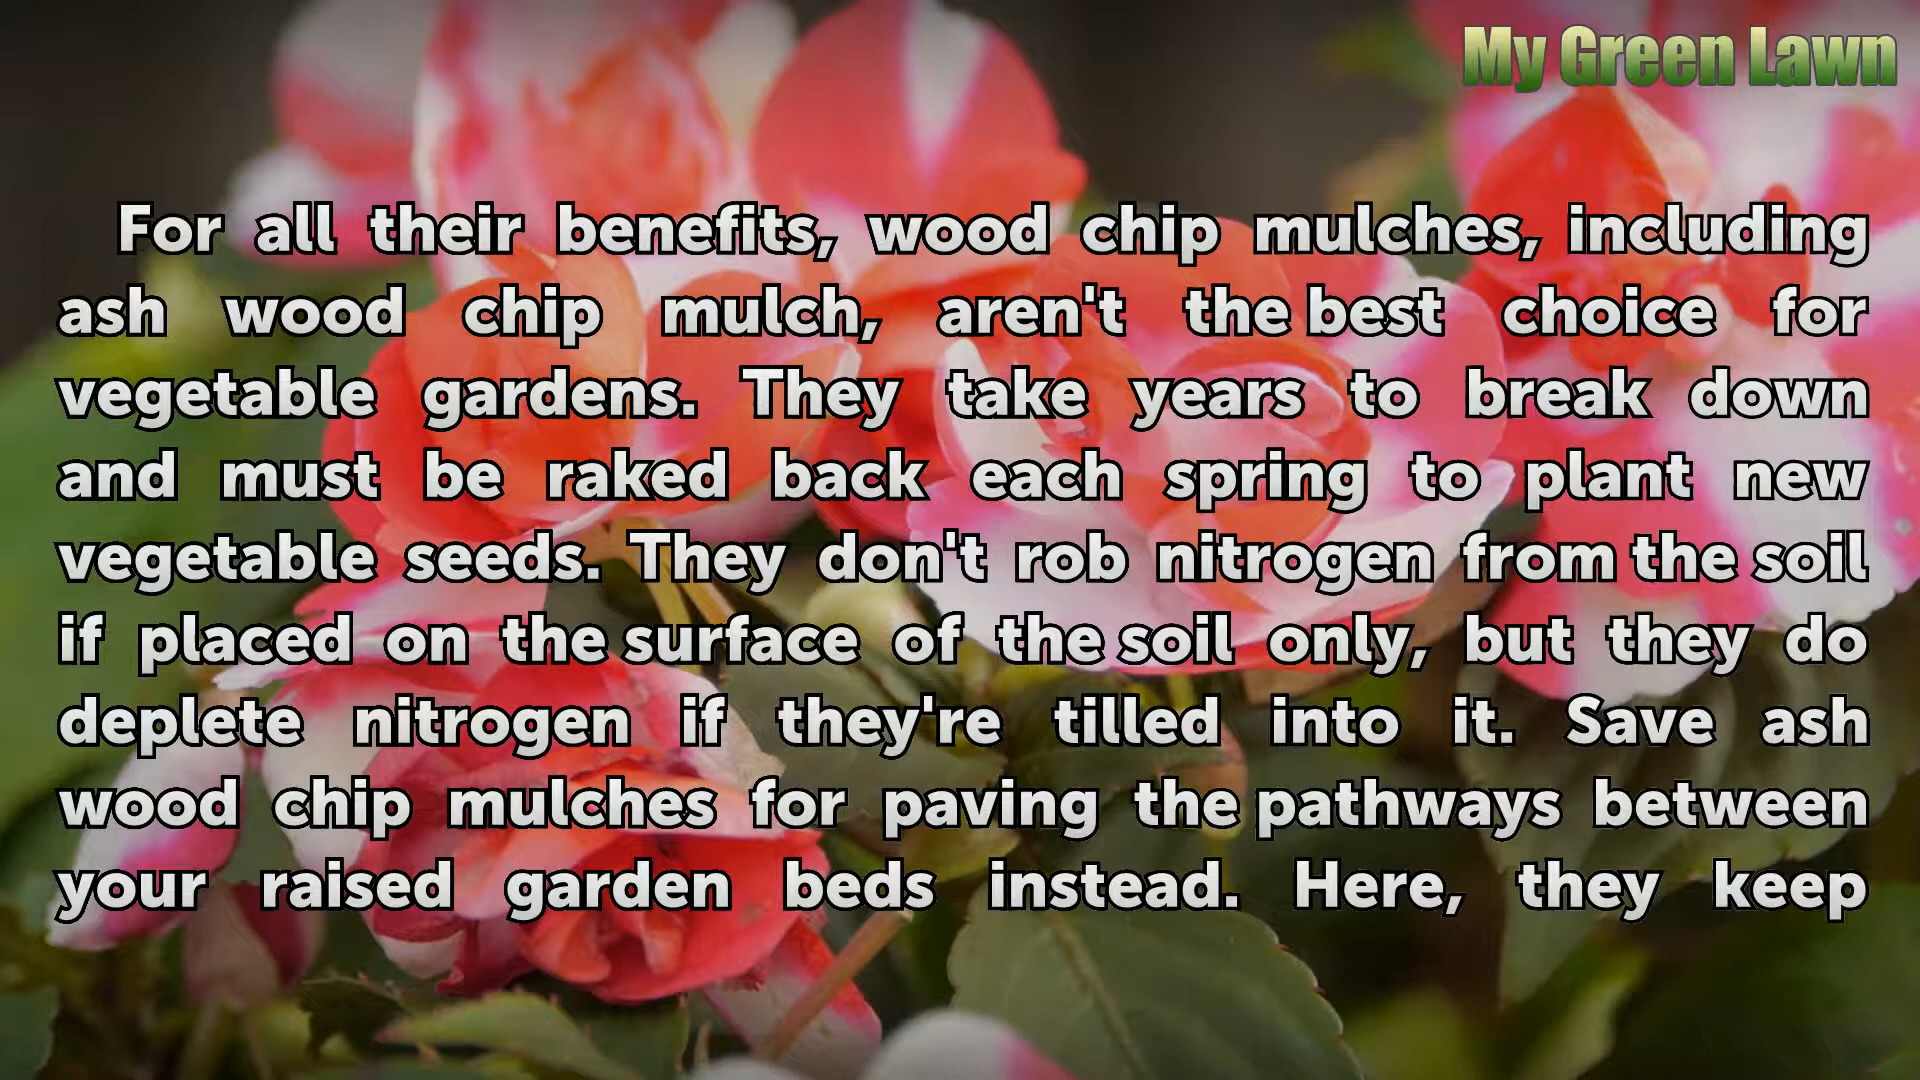 My Green Lawn
For all their benefits, wood chip mulches, including
ash wood chip mulch, aren't the best choice for
vegetable gardens. They take years to break down
and must be raked back each spring to plant new
vegetable seeds. They don't rob nitrogen from the soil
if placed on the surface of the soil only, but they do
deplete nitrogen if they're tilled into it. Save ash
wood chip mulches for paving the pathways between
your raised garden beds instead. Here, they keep